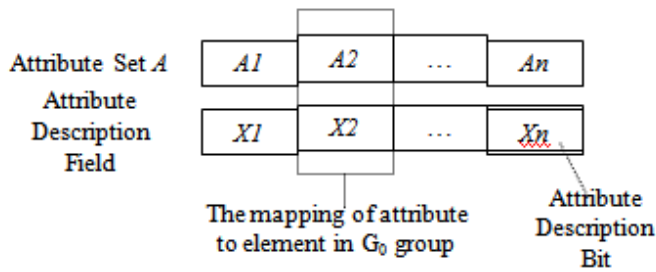 Attribute Set A A1 A2 ... An
Attribute
Description
Field
X1 X2 ... Xn
The mapping of attribute
to element in G₀ group
Attribute
Description
Bit